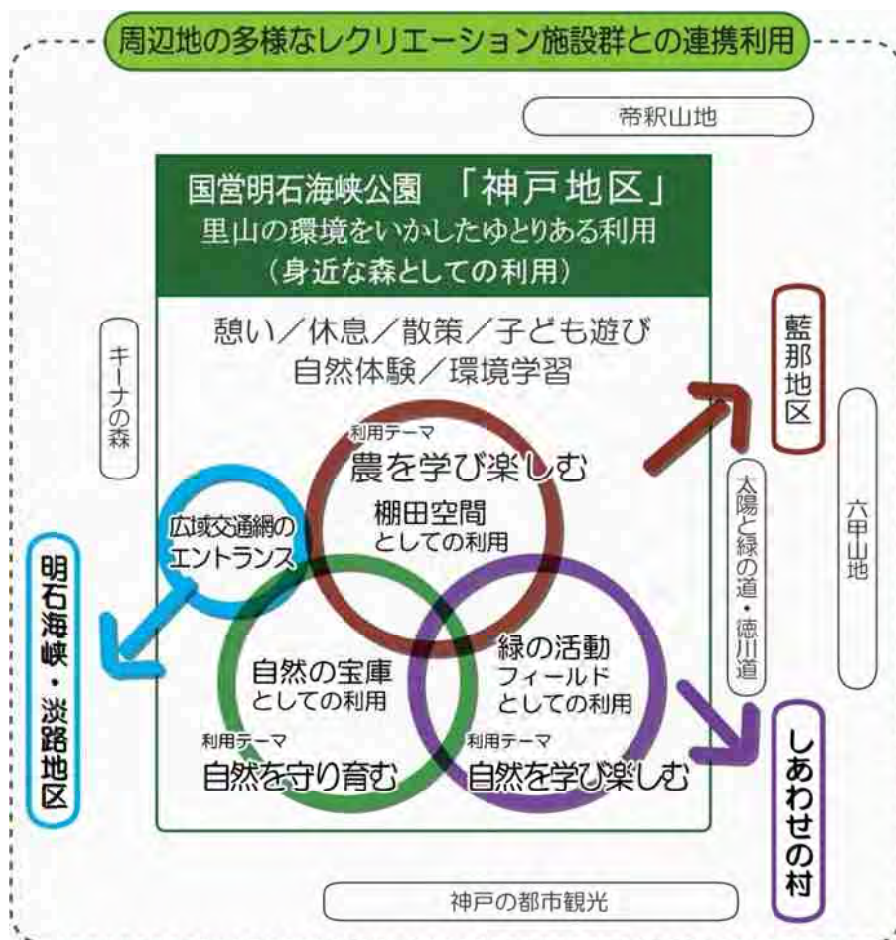 周辺地の多様なレクリエーション施設群との連携利用
帝釈山地
国営明石海峡公園 「神戸地区」
里山の環境をいかしたゆとりある利用
(身近な森としての利用)
憩い/休息/散策/子ども遊び
自然体験/環境学習
キーナの森
藍那地区
利用テーマ
農を学び楽しむ
棚田空間
としての利用
広域交通網の
エントランス
太陽と緑の道・徳川道
六甲山地
明石海峡・淡路地区
自然の宝庫
としての利用
利用テーマ
自然を守り育む
緑の活動
フィールド
としての利用
利用テーマ
自然を学び楽しむ
しあわせの村
神戸の都市観光